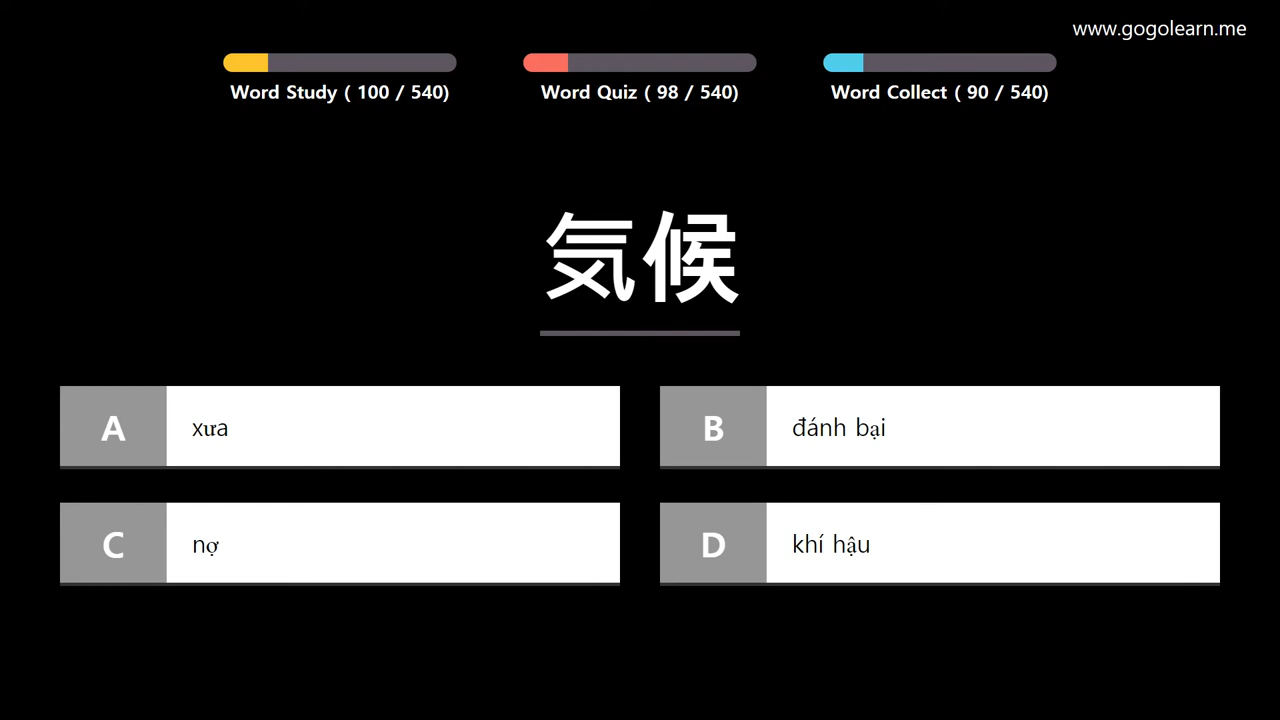 www.gogolearn.me
Word Study ( 100 / 540)
Word Quiz ( 98 / 540)
Word Collect ( 90 / 540)
気候
A xưa
B đánh bại
C nợ
D khí hậu